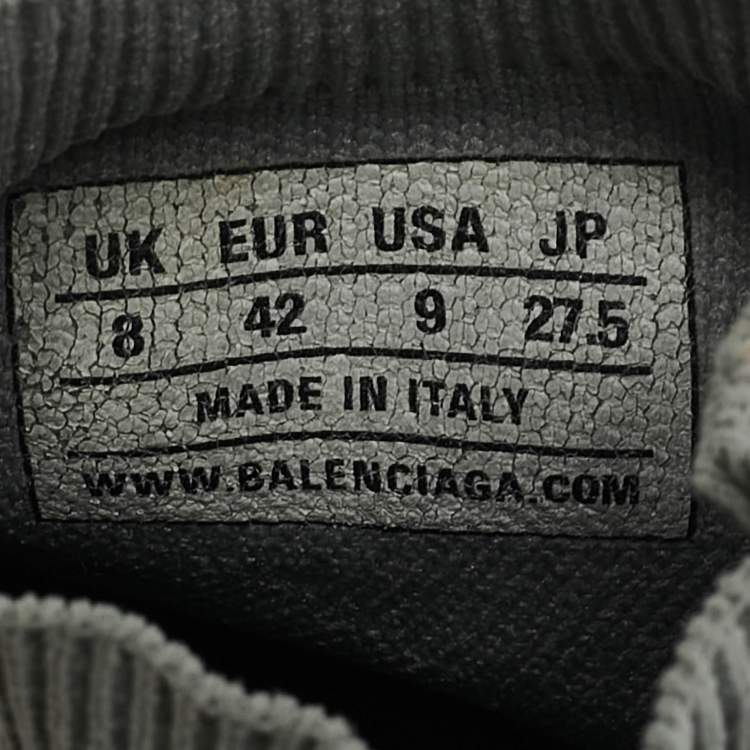 UK EUR USA JP
8 42 9 27.5
MADE IN ITALY
WWW.BALENCIAGA.COM